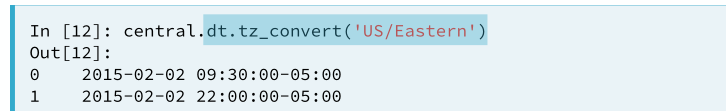 In [12]: central.dt.tz_convert('US/Eastern')
Out[12]:
0    2015-02-02 09:30:00-05:00
1    2015-02-02 22:00:00-05:00